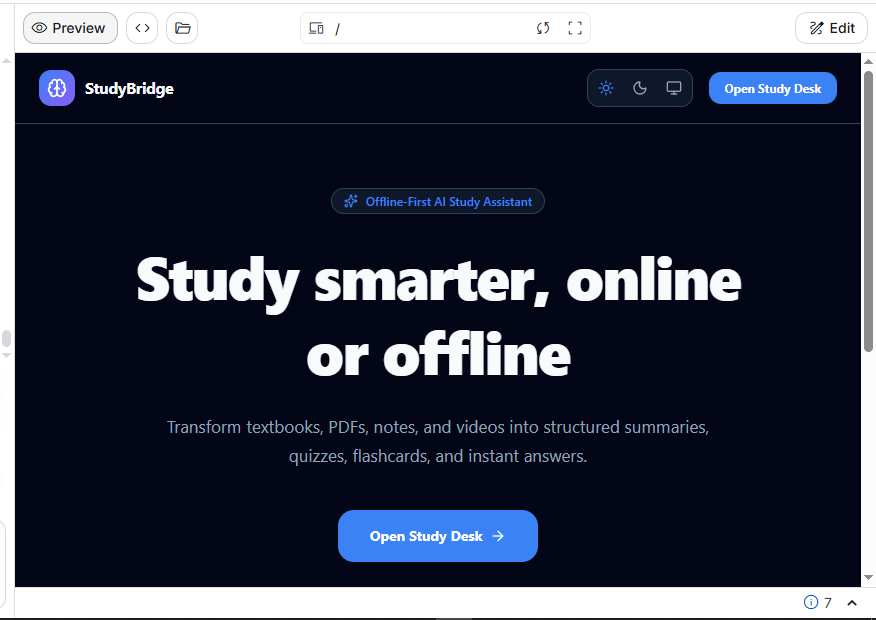 Preview
/
Edit
StudyBridge
Open Study Desk
Offline-First AI Study Assistant
Study smarter, online
or offline
Transform textbooks, PDFs, notes, and videos into structured summaries,
quizzes, flashcards, and instant answers.
Open Study Desk
7